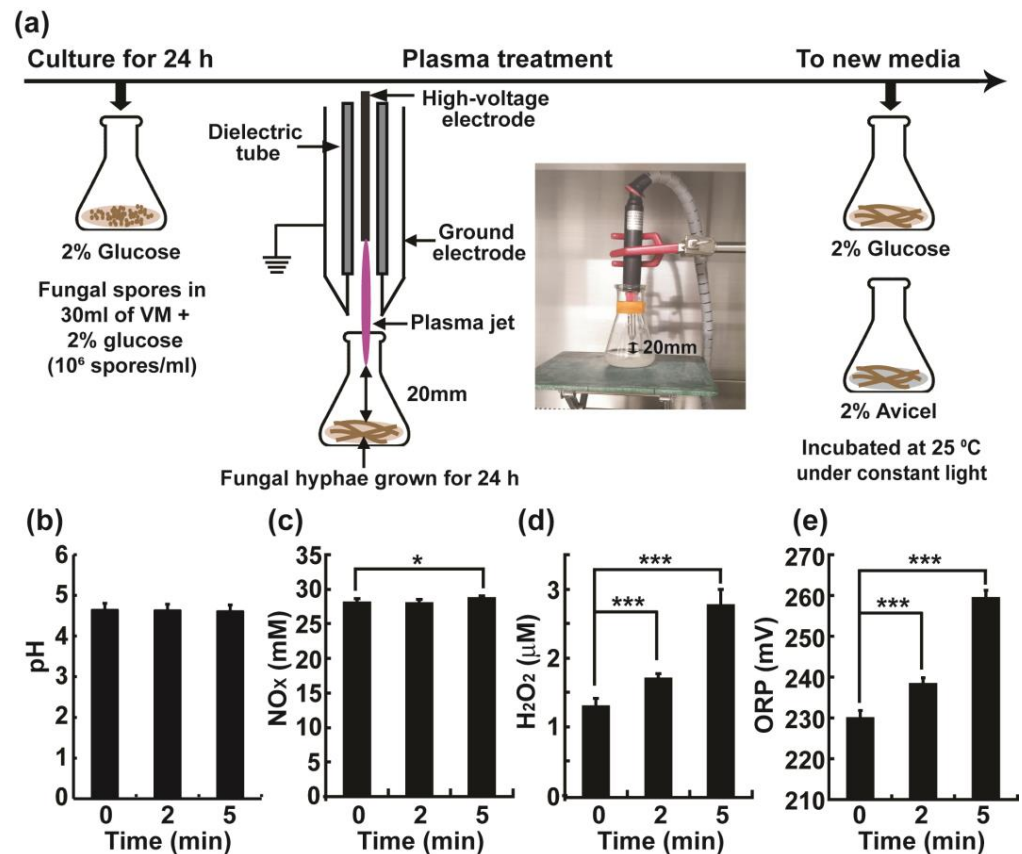 (a)
Culture for 24 h
Plasma treatment
To new media
High-voltage
electrode
Dielectric
tube
Ground
electrode
Plasma jet
20mm
Fungal hyphae grown for 24 h
2% Glucose
Fungal spores in
30ml of VM +
2% glucose
(10⁶ spores/ml)
20mm
2% Glucose
2% Avicel
Incubated at 25 ⁰C
under constant light
(b)
pH
6
5
4
3
2
1
0
0 2 5
Time (min)
(c)
NOx (mM)
35
30
25
20
15
10
5
0
*
0 2 5
Time (min)
(d)
H₂O₂ (μM)
3
2
1
0
***
***
0 2 5
Time (min)
(e)
ORP (mV)
270
260
250
240
230
220
210
***
***
0 2 5
Time (min)